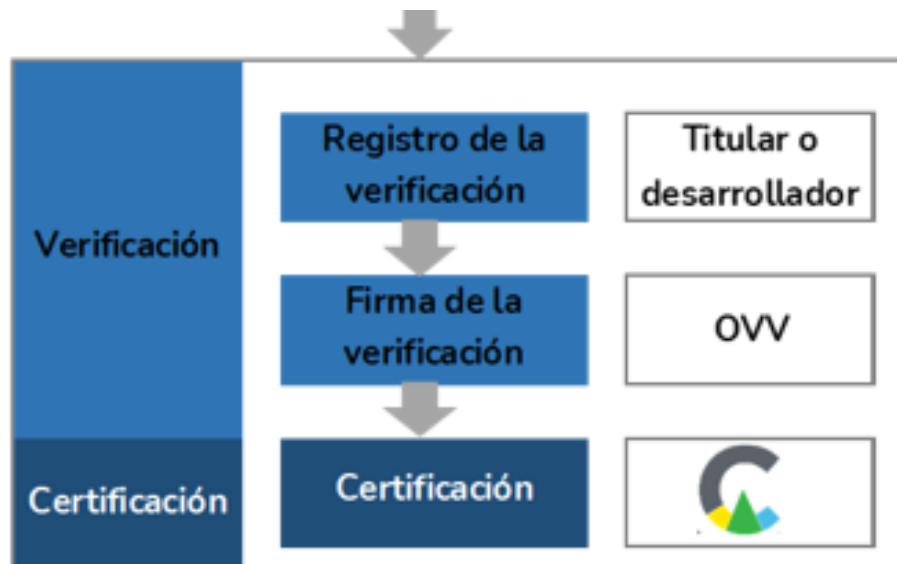 Verificación
Registro de la
verificación
Titular o
desarrollador
Firma de la
verificación
OVV
Certificación
Certificación